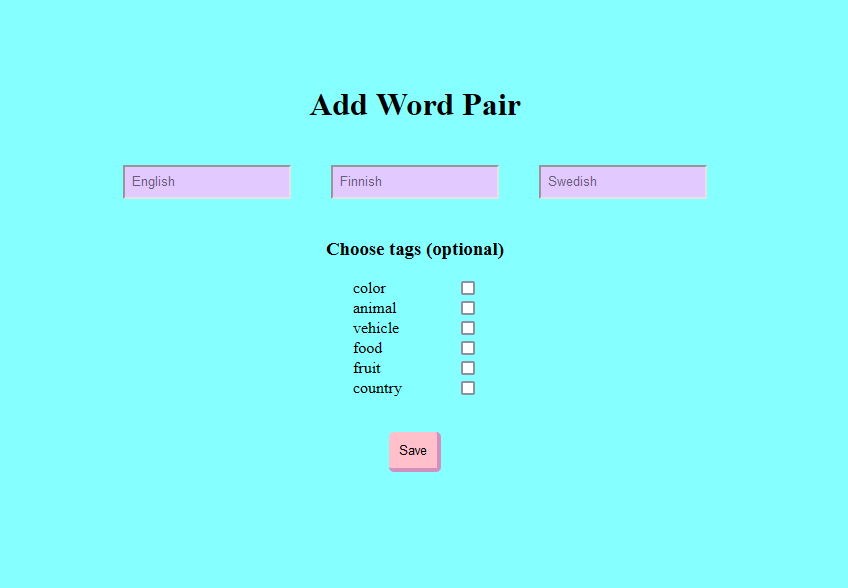 Add Word Pair
English Finnish Swedish
Choose tags (optional)
color
animal
vehicle
food
fruit
country
Save